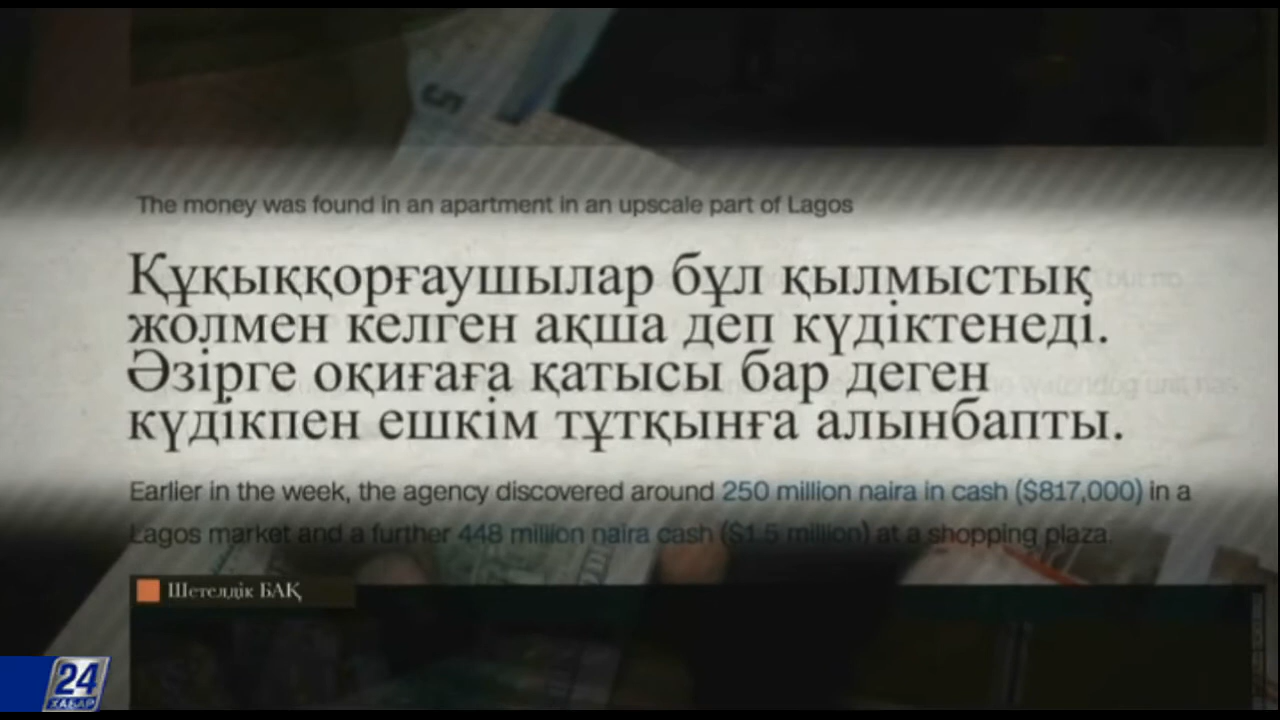 The money was found in an apartment in an upscale part of Lagos
Құқыққорғаушылар бұл қылмыстық
жолмен келген ақша деп күдіктенеді.
Әзірге оқиғаға қатысы бар деген
күдікпен ешкім тұтқынға алынбапты.
Earlier in the week, the agency discovered around 250 million naira in cash ($817,000) in a
Lagos market and a further 448 million naira cash ($1.5 million) at a shopping plaza.
Шетелдік БАҚ
24
ХАБАР